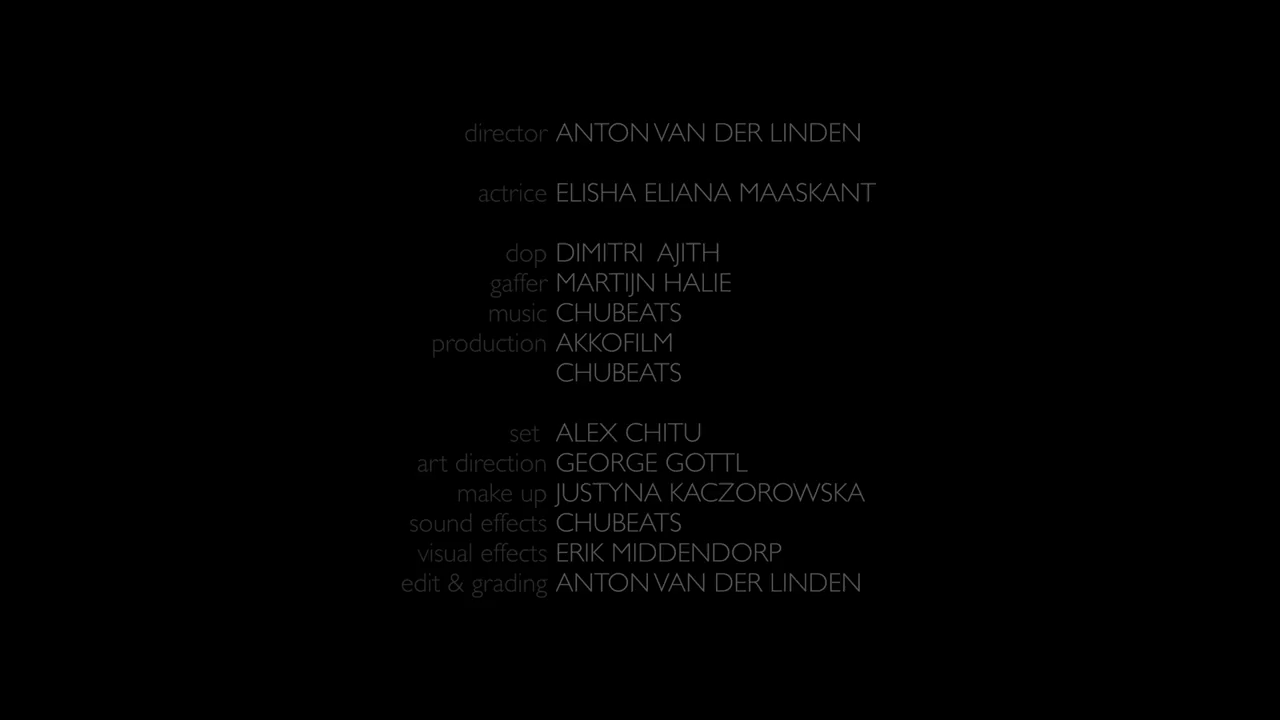 director ANTON VAN DER LINDEN
actrice ELISHA ELIANA MAASKANT
dop DIMITRI AJITH
gaffer MARTIJN HALIE
music CHUBEATS
production AKKOFILM
CHUBEATS
set ALEX CHITU
art direction GEORGE GOTTL
make up JUSTYNA KACZOROWSKA
sound effects CHUBEATS
visual effects ERIK MIDDENDORP
edit & grading ANTON VAN DER LINDEN